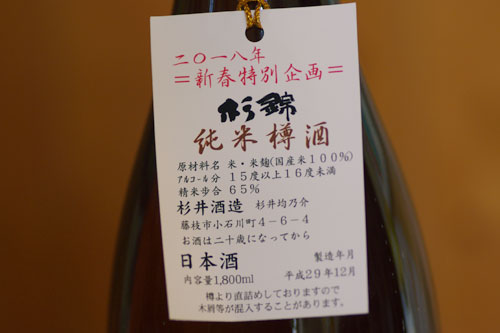 二〇一八年
＝新春特別企画＝
杉錦
純米樽酒
原材料名 米・米麹(国産米100％)
アルコール分 15度以上16度未満
精米歩合 65％
杉井酒造 杉井均乃介
藤枝市小石川町4－6－4
お酒は二十歳になってから
日本酒 製造年月
内容量1,800ml 平成29年12月
樽より直詰めしておりますので
木屑等が混入することがあります。